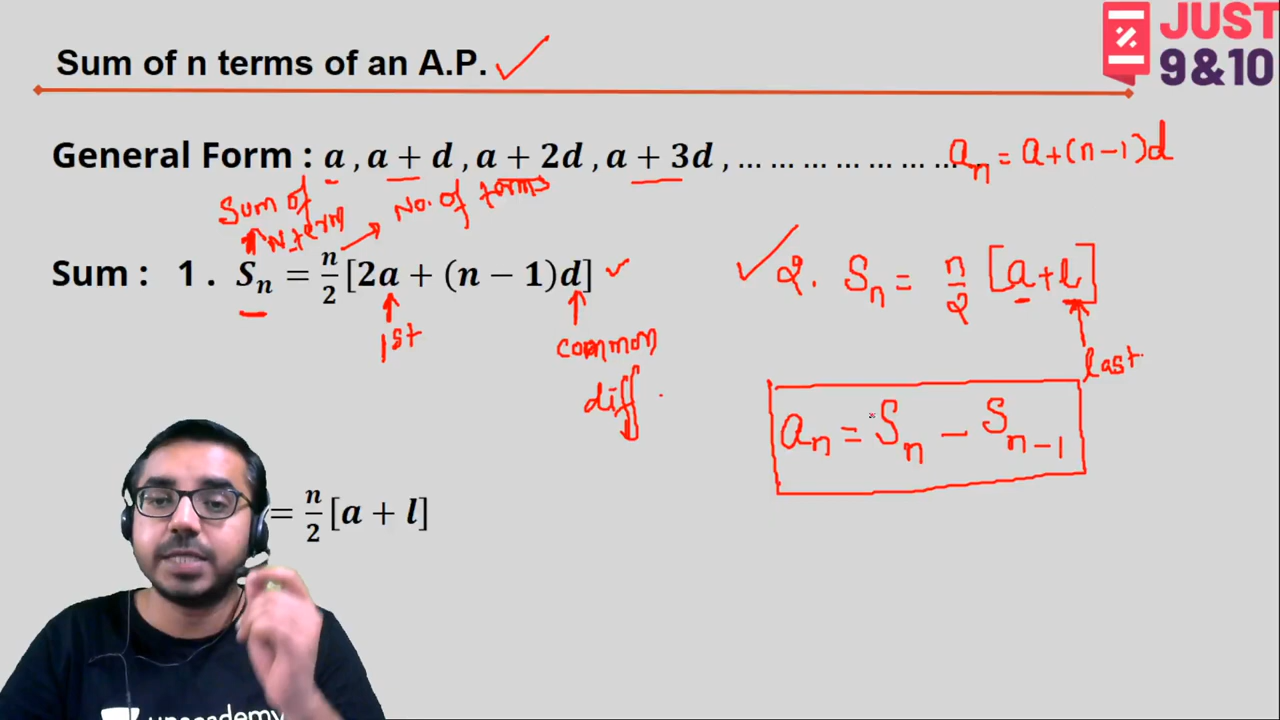 JUST
9 & 10
Sum of n terms of an A.P.
General Form : a , a + d , a + 2d , a + 3d , … … … … … … … aₙ = a + (n-1)d
Sum of
N term
No. of terms
Sum : 1 . Sₙ = n/2 [2a + (n − 1)d]
2. Sₙ = n/2 [a + l]
1st
common
diff.
last
aₙ = Sₙ - Sₙ₋₁
= n/2 [a + l]